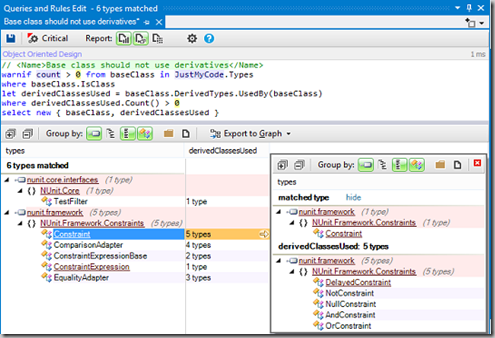 Queries and Rules Edit - 6 types matched
Base class should not use derivatives*
Critical Report:
Object Oriented Design 1 ms
// <Name>Base class should not use derivatives</Name>
warnif count > 0 from baseClass in JustMyCode.Types
where baseClass.IsClass
let derivedClassesUsed = baseClass.DerivedTypes.UsedBy(baseClass)
where derivedClassesUsed.Count() > 0
select new { baseClass, derivedClassesUsed }
Group by: Export to Graph
types derivedClassesUsed
6 types matched
nunit.core.interfaces (1 type)
{ } NUnit.Core (1 type)
TestFilter 1 type
nunit.framework (5 types)
{ } NUnit.Framework.Constraints (5 types)
Constraint 5 types
ComparisonAdapter 4 types
ConstraintExpressionBase 2 types
ConstraintExpression 1 type
EqualityAdapter 3 types
Group by:
types
matched type hide
nunit.framework (1 type)
{ } NUnit.Framework.Constraints (1 type)
Constraint
derivedClassesUsed: 5 types
nunit.framework (5 types)
{ } NUnit.Framework.Constraints (5 types)
DelayedConstraint
NotConstraint
NullConstraint
AndConstraint
OrConstraint